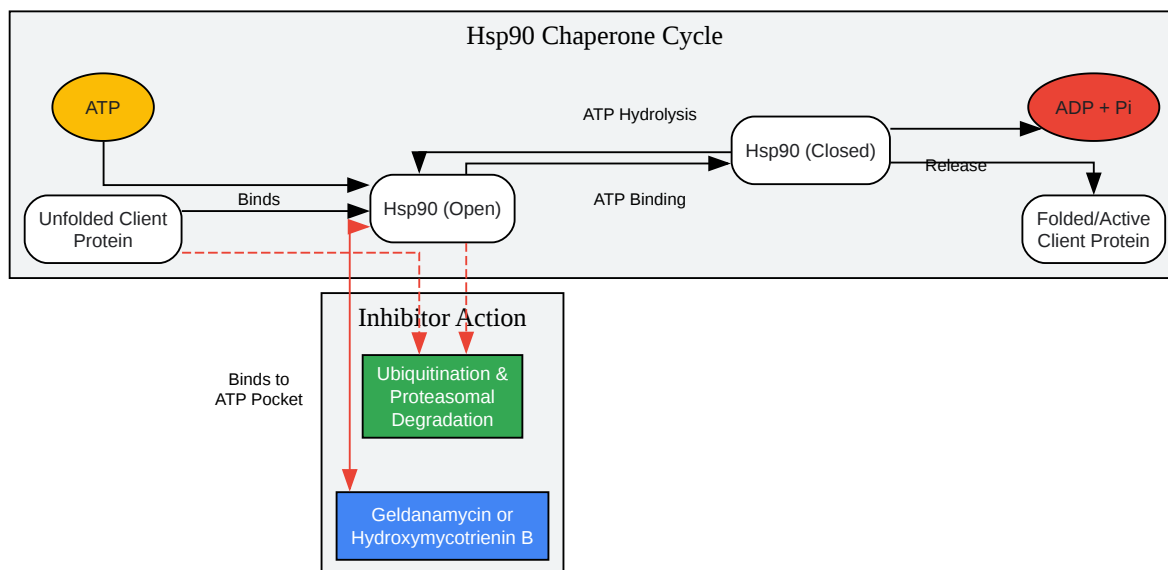 Hsp90 Chaperone Cycle
ATP
ATP Hydrolysis
ADP + Pi
Hsp90 (Closed)
Release
Binds
ATP Binding
Unfolded Client
Protein
Hsp90 (Open)
Folded/Active
Client Protein
Inhibitor Action
Binds to
ATP Pocket
Ubiquitination &
Proteasomal
Degradation
Geldanamycin or
Hydroxymycotrienin B